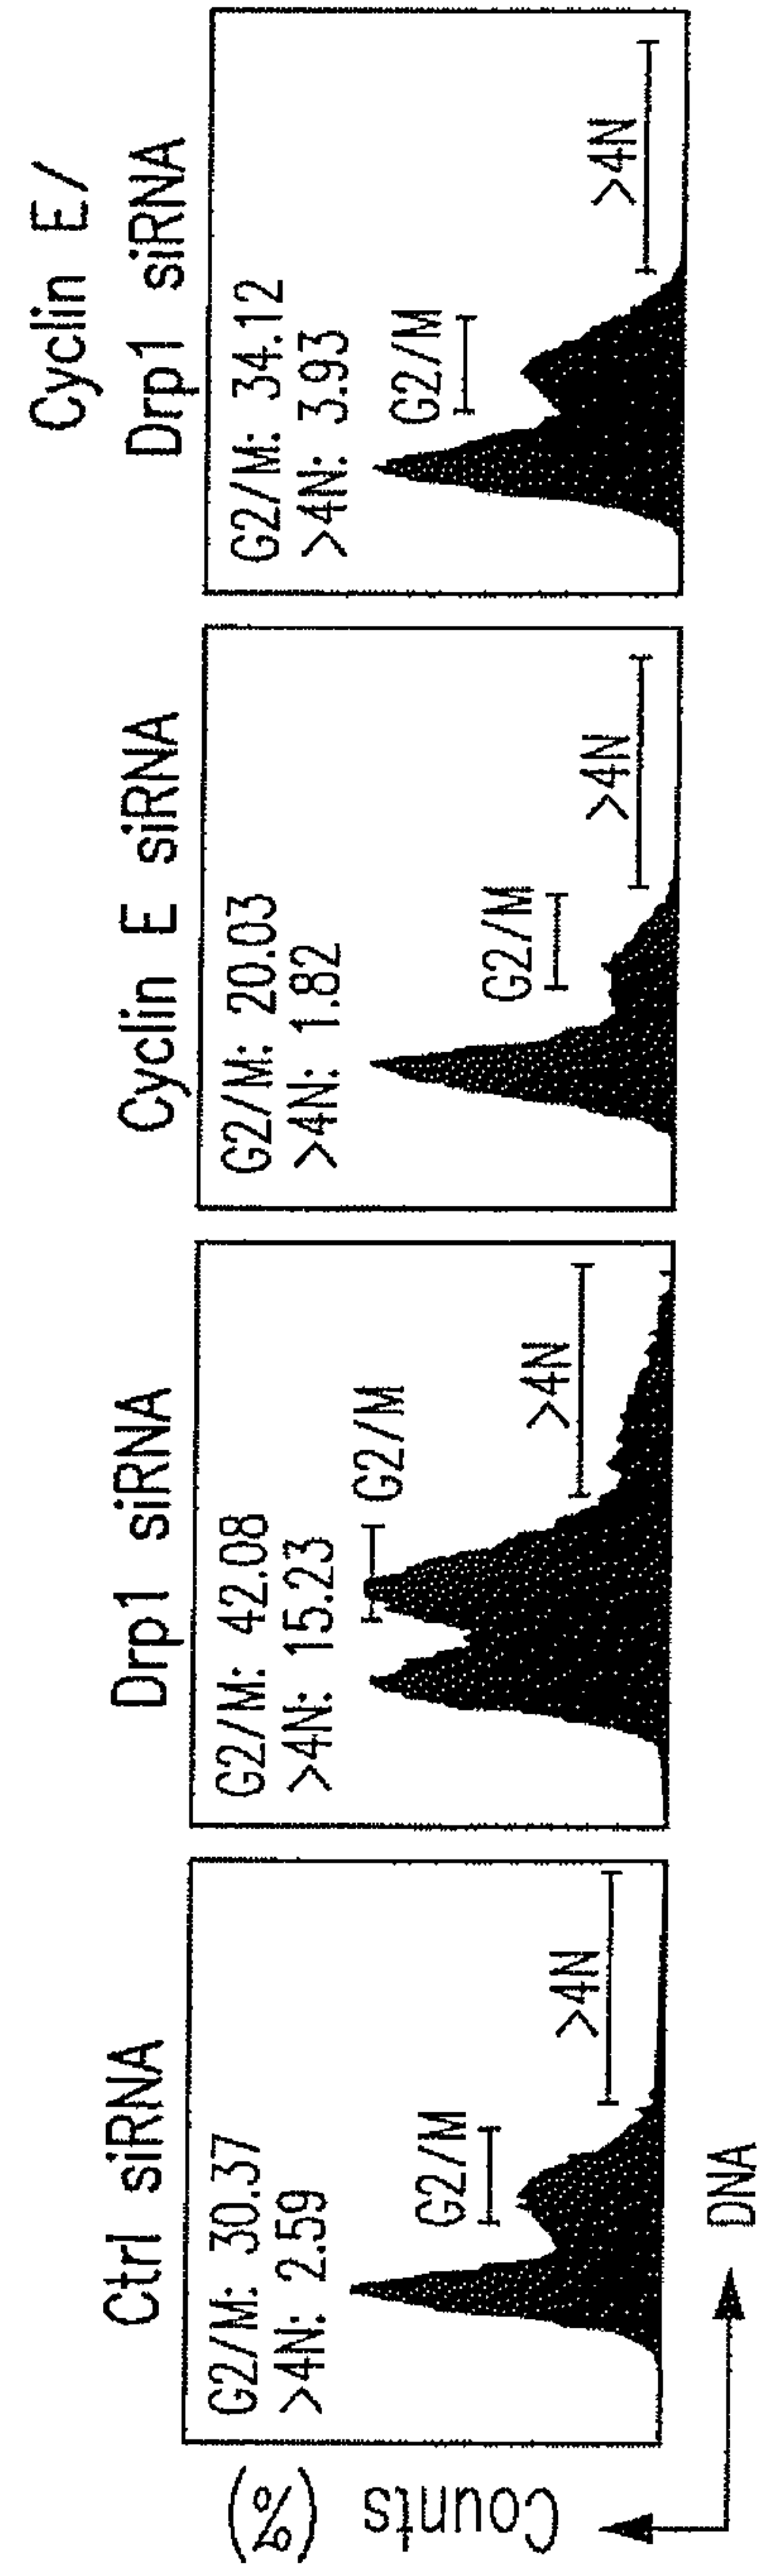 Counts (%)
DNA
Ctrl siRNA
G2/M: 30.37
>4N: 2.59
G2/M
>4N
Drp1 siRNA
G2/M: 42.08
>4N: 15.23
G2/M
>4N
Cyclin E siRNA
G2/M: 20.03
>4N: 1.82
G2/M
>4N
Cyclin E/
Drp1 siRNA
G2/M: 34.12
>4N: 3.93
G2/M
>4N